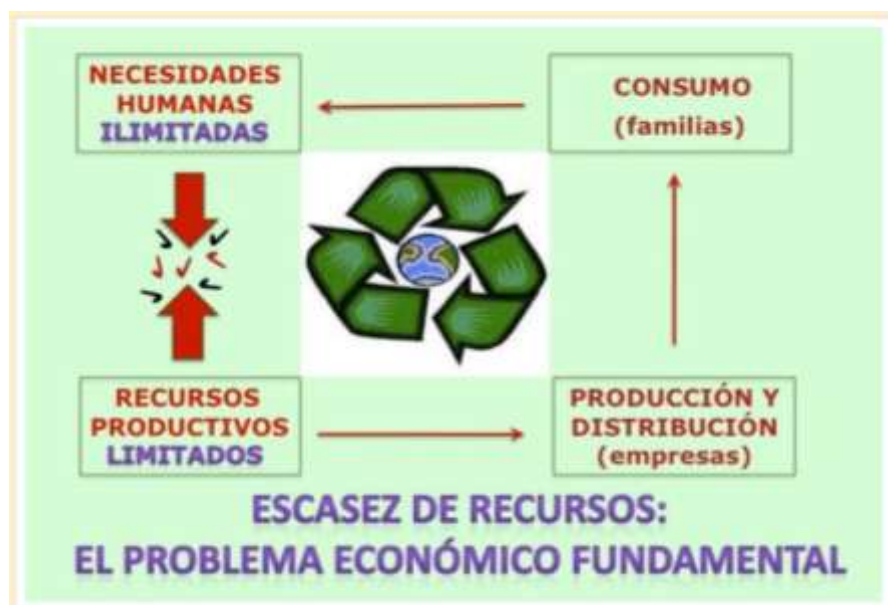 NECESIDADES
HUMANAS
ILIMITADAS
CONSUMO
(familias)
RECURSOS
PRODUCTIVOS
LIMITADOS
PRODUCCIÓN Y
DISTRIBUCIÓN
(empresas)
ESCASEZ DE RECURSOS:
EL PROBLEMA ECONÓMICO FUNDAMENTAL